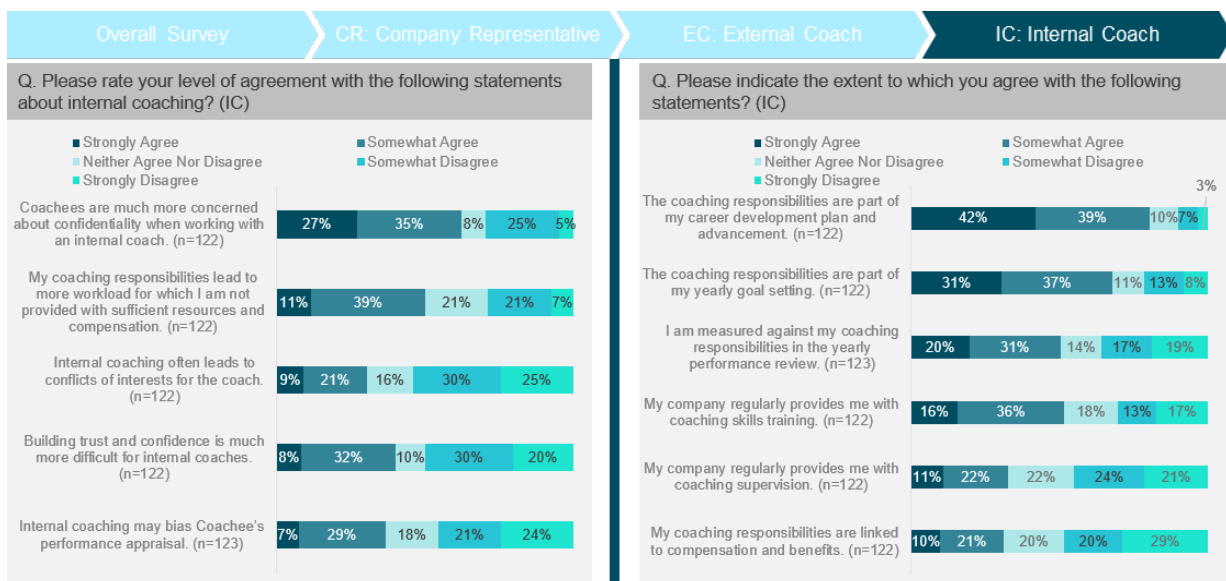 Overall Survey
CR: Company Representative
EC: External Coach
IC: Internal Coach
Q. Please rate your level of agreement with the following statements
about internal coaching? (IC)
Strongly Agree
Somewhat Agree
Neither Agree Nor Disagree
Somewhat Disagree
Strongly Disagree
Coachees are much more concerned
about confidentiality when working with
an internal coach. (n=122)
27% 35% 8% 25% 5%
My coaching responsibilities lead to
more workload for which I am not
provided with sufficient resources and
compensation. (n=122)
11% 39% 21% 21% 7%
Internal coaching often leads to
conflicts of interests for the coach.
(n=122)
9% 21% 16% 30% 25%
Building trust and confidence is much
more difficult for internal coaches.
(n=122)
8% 32% 10% 30% 20%
Internal coaching may bias Coachee's
performance appraisal. (n=123)
7% 29% 18% 21% 24%
Q. Please indicate the extent to which you agree with the following
statements? (IC)
Strongly Agree
Somewhat Agree
Neither Agree Nor Disagree
Somewhat Disagree
Strongly Disagree
3%
The coaching responsibilities are part of
my career development plan and
advancement. (n=122)
42% 39% 10% 7%
The coaching responsibilities are part of
my yearly goal setting. (n=122)
31% 37% 11% 13% 8%
I am measured against my coaching
responsibilities in the yearly
performance review. (n=123)
20% 31% 14% 17% 19%
My company regularly provides me with
coaching skills training. (n=122)
16% 36% 18% 13% 17%
My company regularly provides me with
coaching supervision. (n=122)
11% 22% 22% 24% 21%
My coaching responsibilities are linked
to compensation and benefits. (n=122)
10% 21% 20% 20% 29%